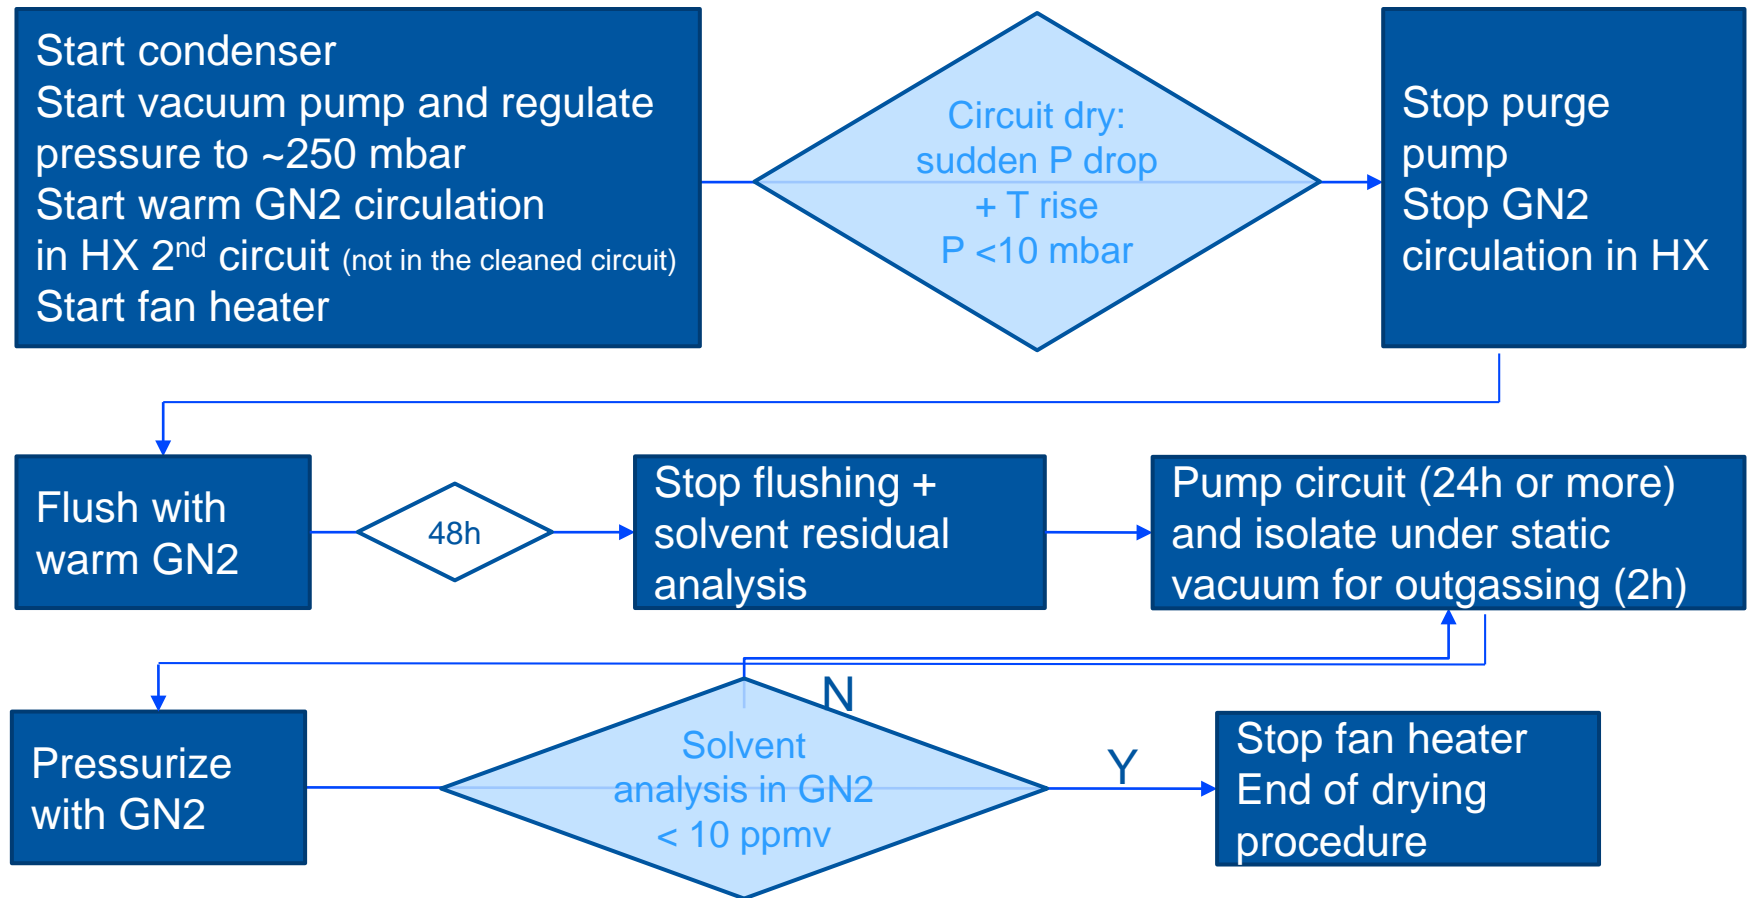 Start condenser
Start vacuum pump and regulate
pressure to ~250 mbar
Start warm GN2 circulation
in HX 2nd circuit (not in the cleaned circuit)
Start fan heater
Circuit dry:
sudden P drop
+ T rise
P <10 mbar
Stop purge
pump
Stop GN2
circulation in HX
Flush with
warm GN2
48h
Stop flushing +
solvent residual
analysis
Pump circuit (24h or more)
and isolate under static
vacuum for outgassing (2h)
Pressurize
with GN2
N
Solvent
analysis in GN2
< 10 ppmv
Y
Stop fan heater
End of drying
procedure